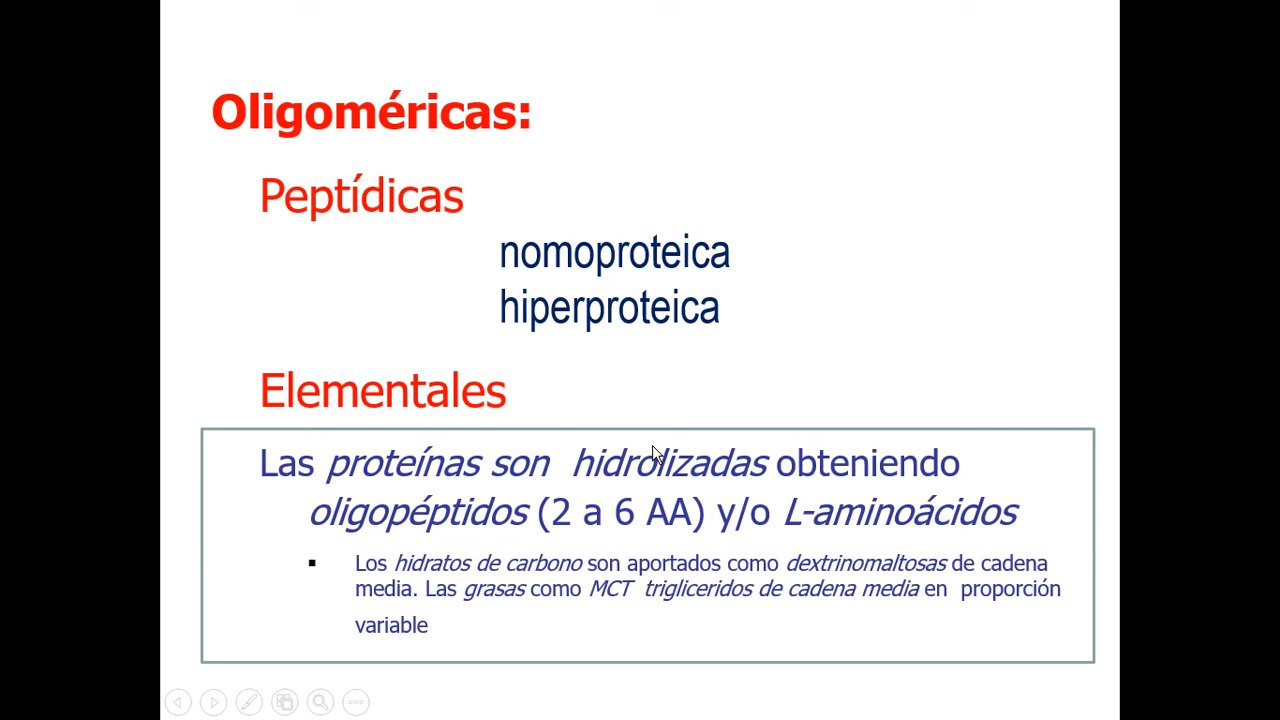 Oligoméricas:
Peptídicas
nomoproteica
hiperproteica
Elementales
Las proteínas son hidrolizadas obteniendo
oligopéptidos (2 a 6 AA) y/o L-aminoácidos
▪ Los hidratos de carbono son aportados como dextrinomaltosas de cadena
media. Las grasas como MCT trigliceridos de cadena media en proporción
variable